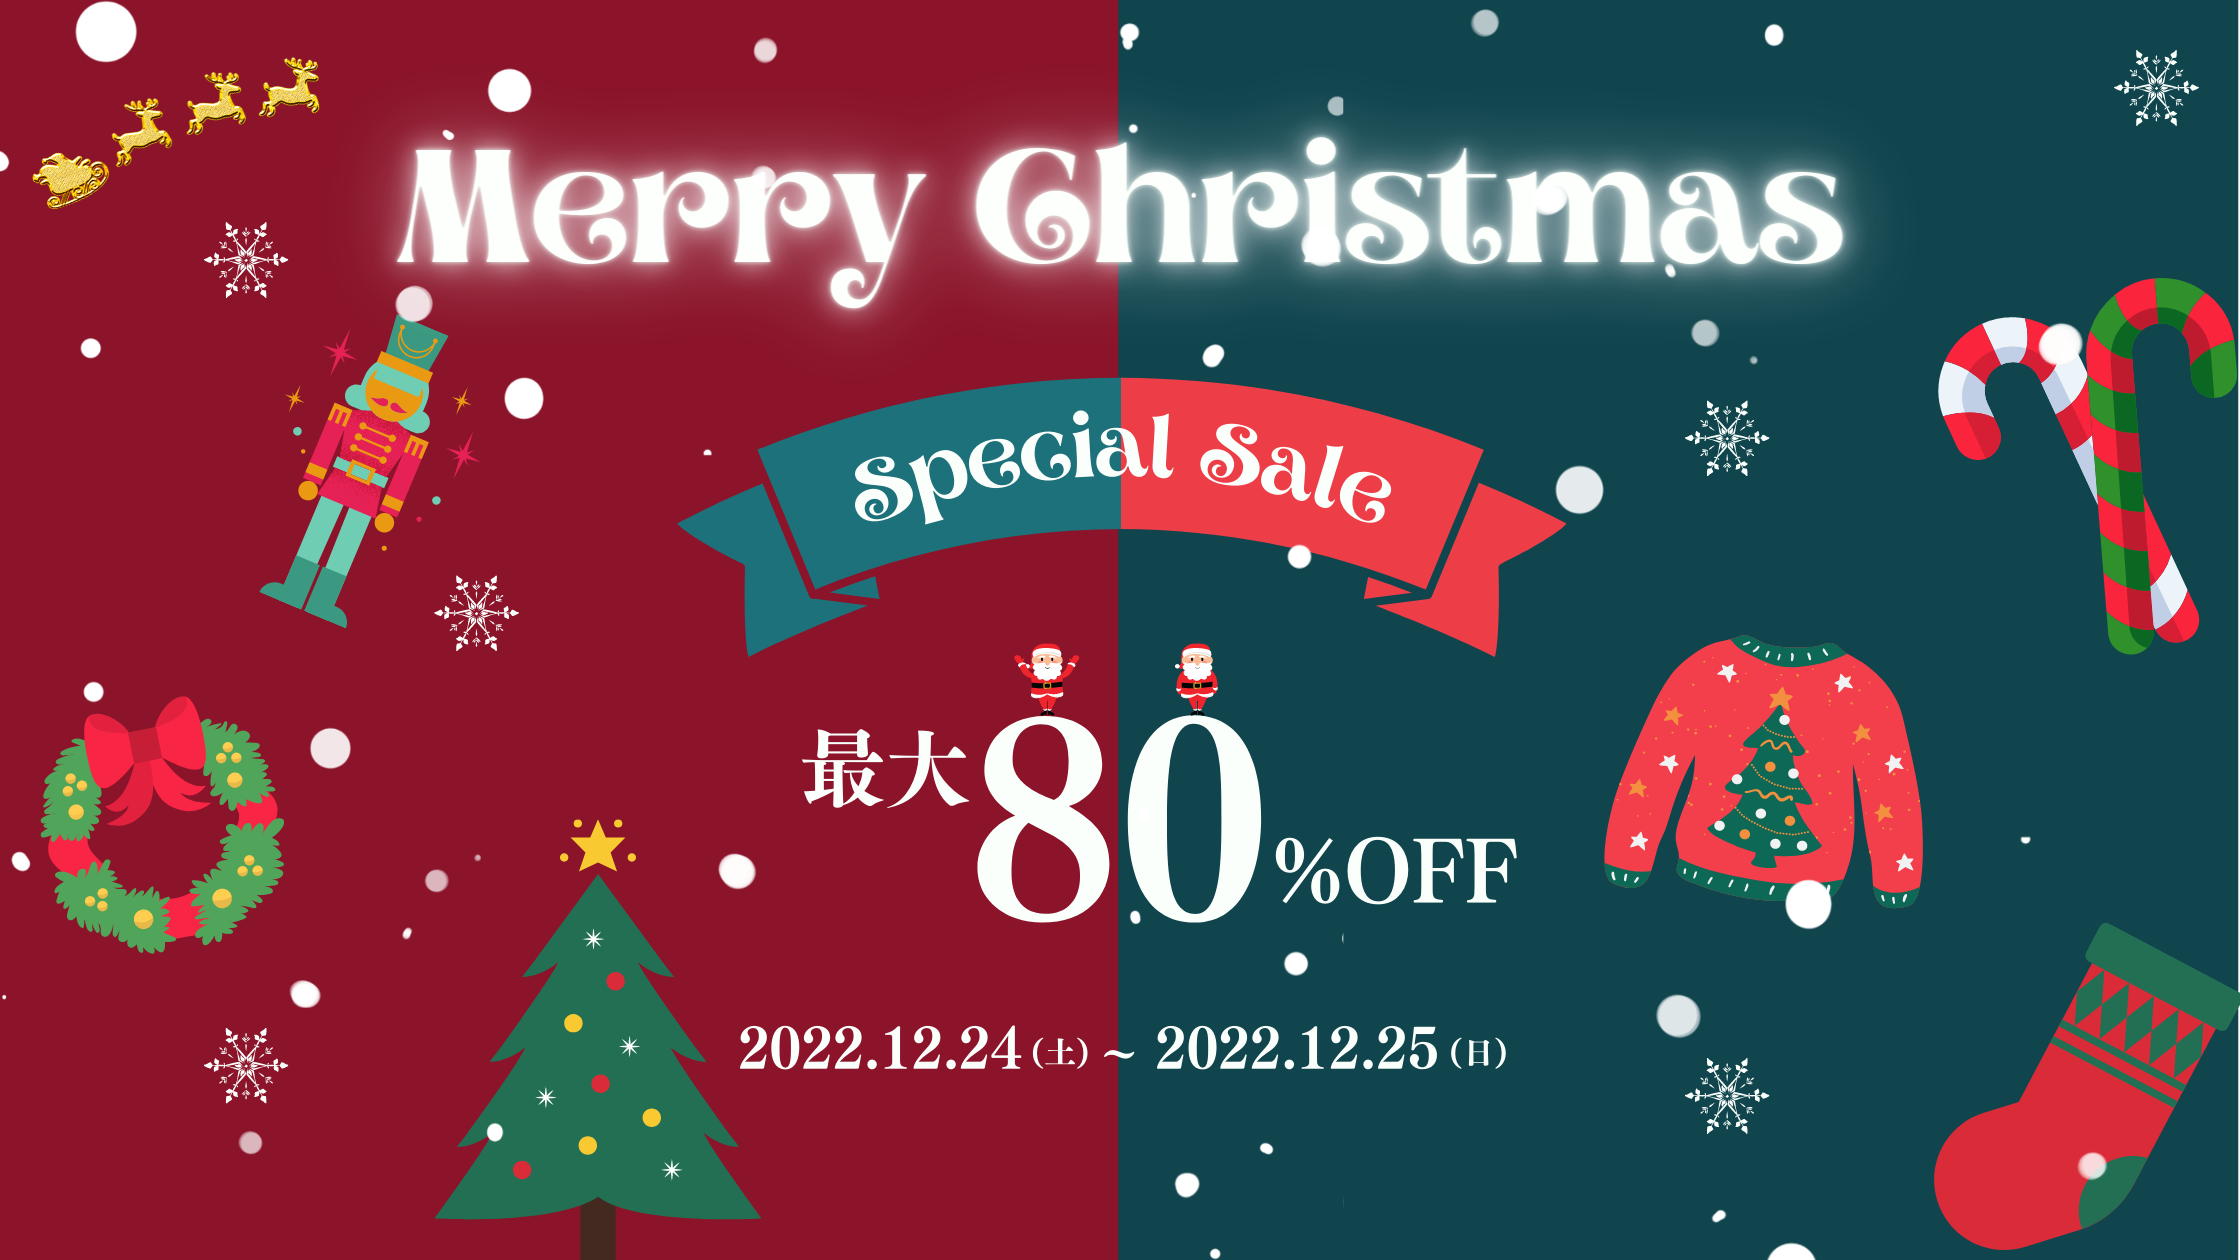 Merry Christmas
Special Sale
最大80%OFF
2022.12.24(土)~ 2022.12.25(日)